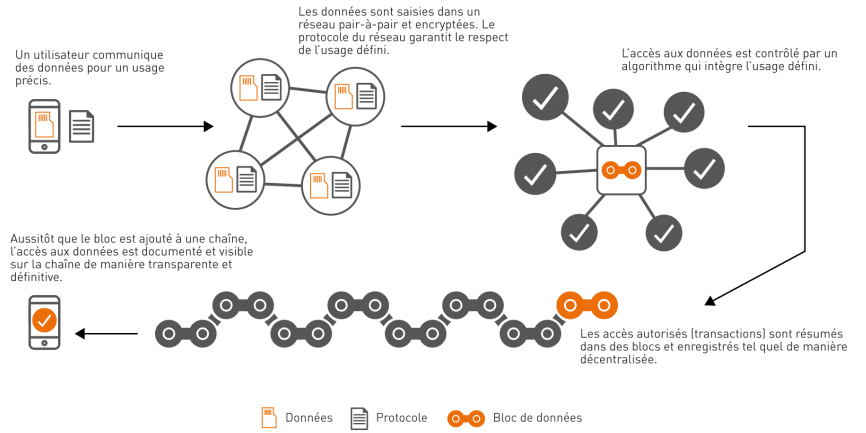 Un utilisateur communique
des données pour un usage
précis.
Les données sont saisies dans un
réseau pair-à-pair et encryptées. Le
protocole du réseau garantit le respect
de l'usage défini.
L'accès aux données est contrôlé par un
algorithme qui intègre l'usage défini.
Les accès autorisés (transactions) sont résumés
dans des blocs et enregistrés tel quel de manière
décentralisée.
Aussitôt que le bloc est ajouté à une chaîne,
l'accès aux données est documenté et visible
sur la chaîne de manière transparente et
définitive.
Données
Protocole
Bloc de données